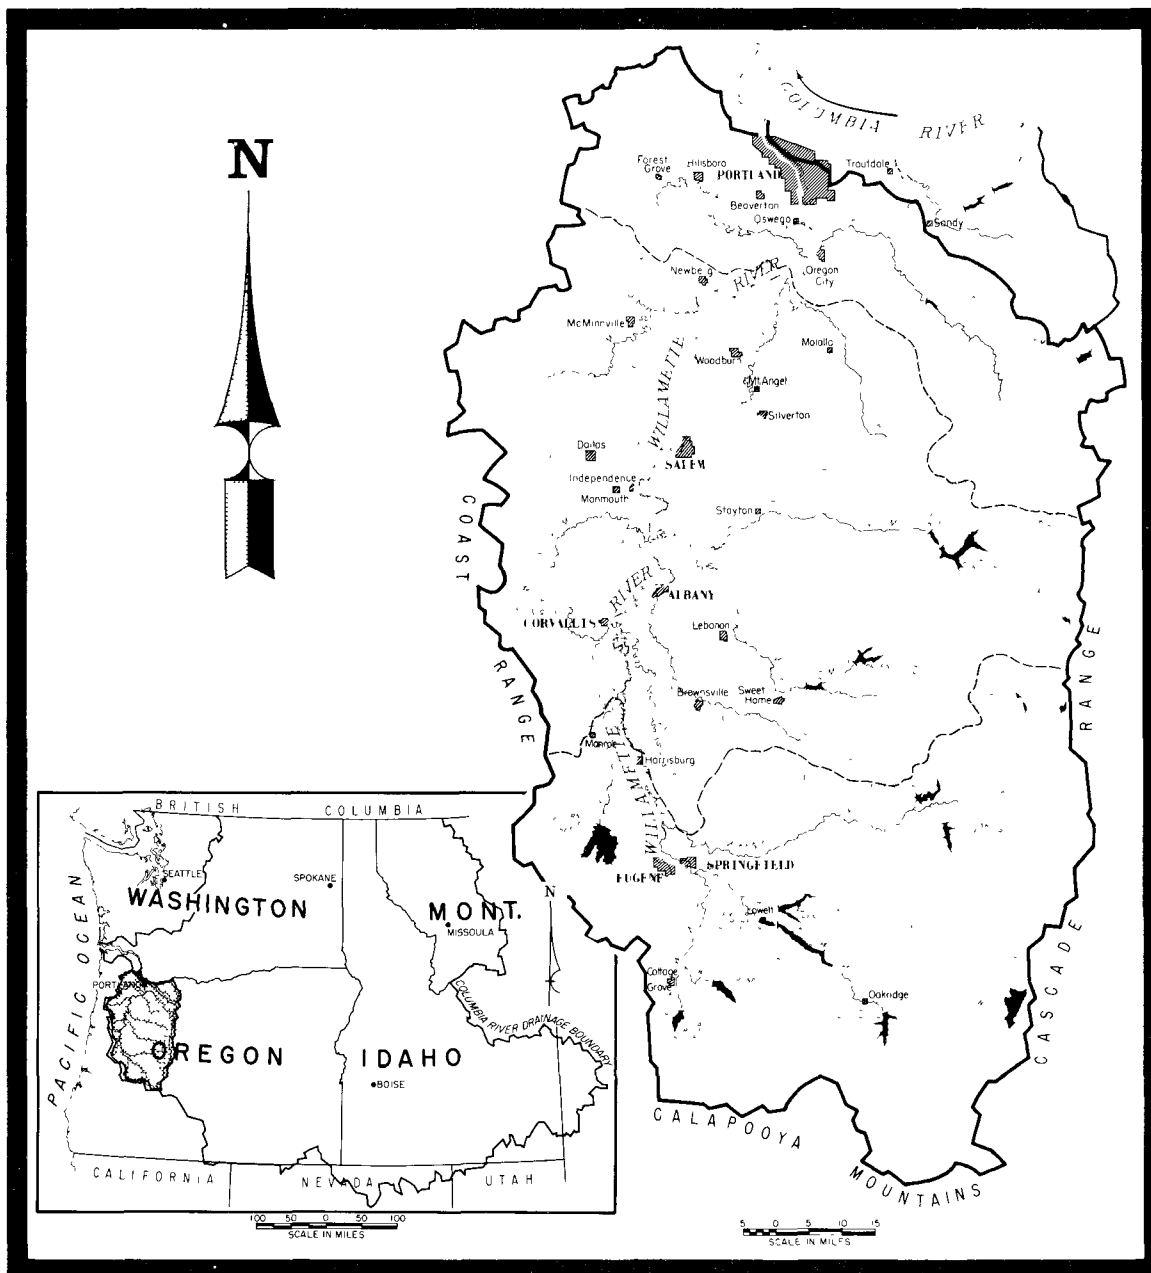 N
COLUMBIA RIVER
Forest
Grove
Hillsboro
PORTLAND
Troutdale
Beaverton
Oswego
Sandy
Newberg
RIVER
Oregon
City
McMinnville
WILLAMETTE
Woodburn
Molalla
Mt Angel
Silverton
Dallas
SALEM
Independence
Monmouth
Stayton
COAST
RIVER
ALBANY
CORVALLIS
Lebanon
RANGE
RANGE
Brownsville
Sweet
Home
Monroe
Harrisburg
WILLAMETTE
EUGENE
SPRINGFIELD
Lowell
CASCADE
Cottage
Grove
Oakridge
CALAPOOYA
MOUNTAINS
5 0 5 10 15
SCALE IN MILES
BRITISH COLUMBIA
SEATTLE
SPOKANE
WASHINGTON
MONT.
MISSOULA
N
PACIFIC OCEAN
PORTLAND
COLUMBIA RIVER DRAINAGE BOUNDARY
OREGON
IDAHO
BOISE
CALIFORNIA
NEVADA
UTAH
100 50 0 50 100
SCALE IN MILES